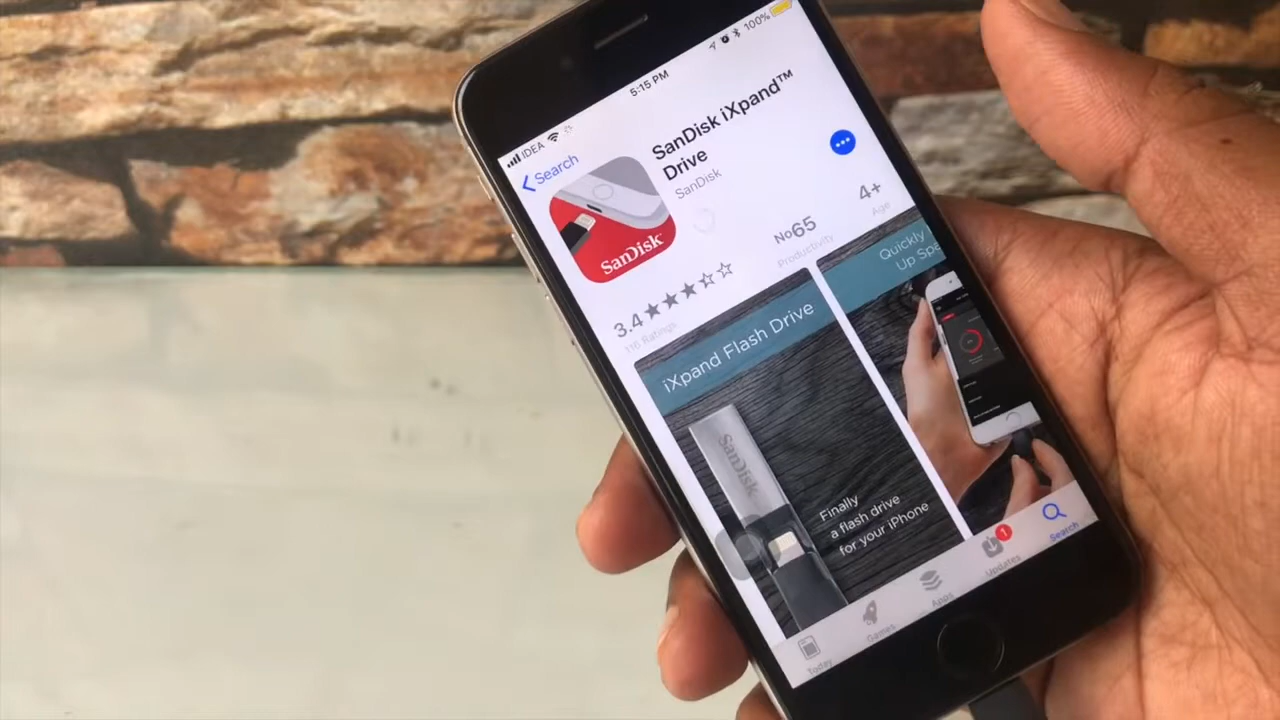 IDEA
5:15 PM
100%
Search
SanDisk iXpand™
Drive
SanDisk
SanDisk
3.4
116 Ratings
No65
Productivity
4+
Age
iXpand Flash Drive
SanDisk
Finally
a flash drive
for your iPhone
Quickly
Up Spe
Today
Games
Apps
1
Updates
Search